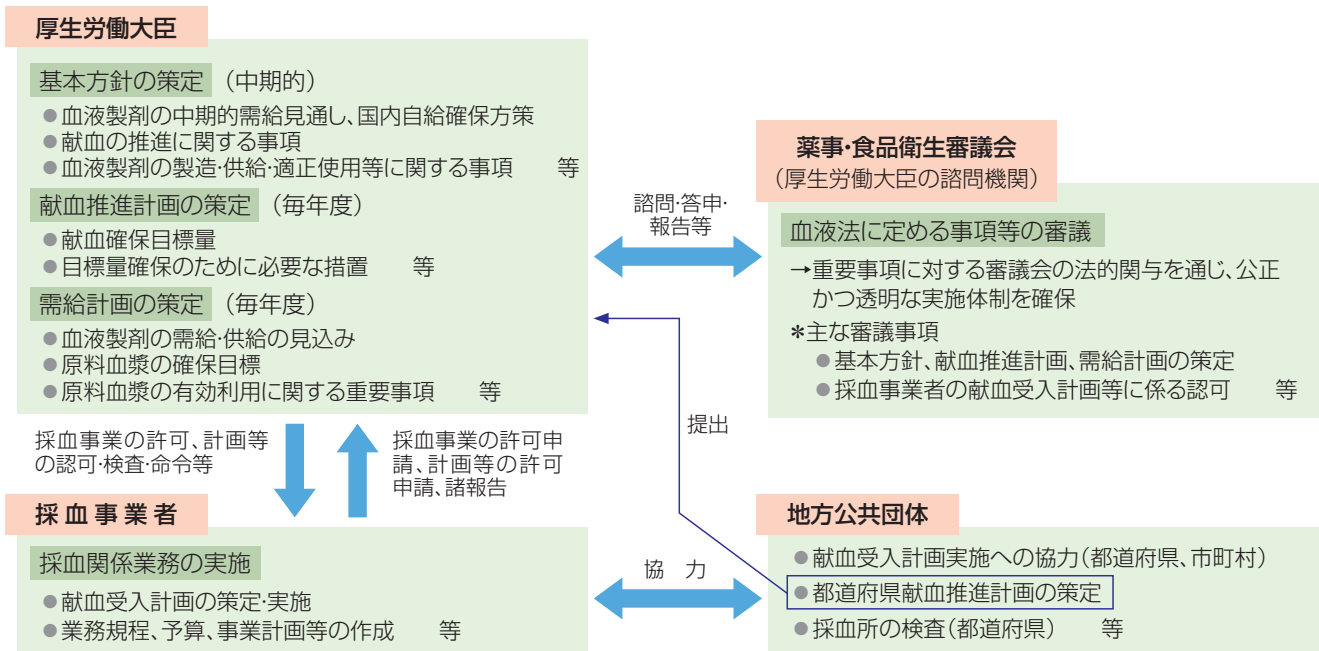 厚生労働大臣
基本方針の策定 （中期的）
●血液製剤の中期的需給見通し、国内自給確保方策
●献血の推進に関する事項
●血液製剤の製造・供給・適正使用等に関する事項　等
献血推進計画の策定 （毎年度）
●献血確保目標量
●目標量確保のために必要な措置　等
需給計画の策定 （毎年度）
●血液製剤の需給・供給の見込み
●原料血漿の確保目標
●原料血漿の有効利用に関する重要事項　等
諮問・答申・
報告等
薬事・食品衛生審議会
（厚生労働大臣の諮問機関）
血液法に定める事項等の審議
→重要事項に対する審議会の法的関与を通じ、公正
かつ透明な実施体制を確保
＊主な審議事項
●基本方針、献血推進計画、需給計画の策定
●採血事業者の献血受入計画等に係る認可　等
採血事業の許可、計画等
の認可・検査・命令等
採血事業の許可申
請、計画等の許可
申請、諸報告
提出
採血事業者
採血関係業務の実施
●献血受入計画の策定・実施
●業務規程、予算、事業計画等の作成　等
協　力
地方公共団体
●献血受入計画実施への協力（都道府県、市町村）
●都道府県献血推進計画の策定
●採血所の検査（都道府県）　等